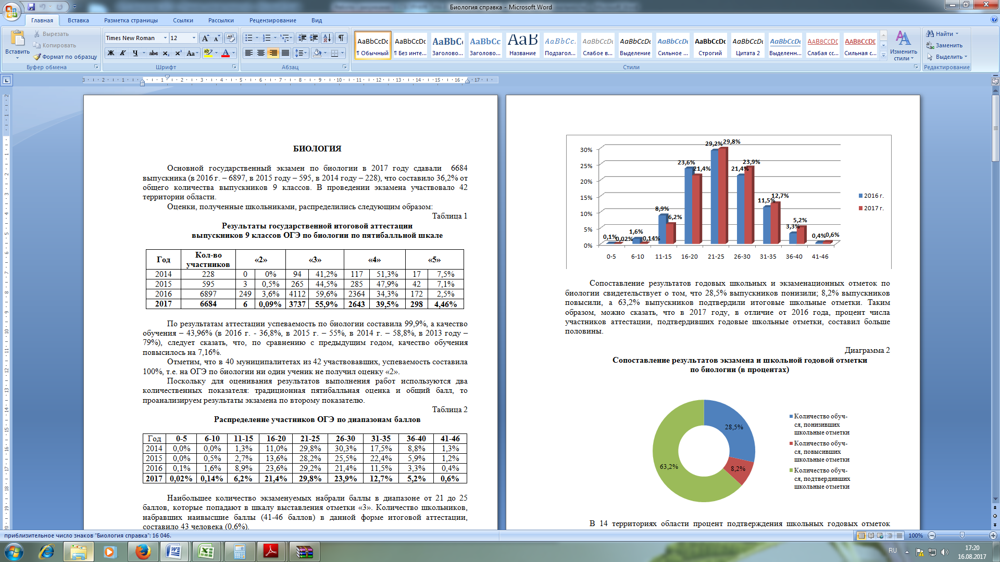 Биология справка - Microsoft Word
Главная Вставка Разметка страницы Ссылки Рассылки Рецензирование Вид
Вставить
Вырезать
Копировать
Формат по образцу
Буфер обмена
Times New Roman 12
Шрифт
Абзац
AaBbCcDc AaBbCcDc AaBbC AaBbCc AaB AaBbCc. AaBbCcDc AaBbCcDc AaBbCcDc AaBbCcDc AaBbCcDc AaBbCcDc AaBbCcDc AaBbCcDc
¶ Обычный ¶ Без инте... Заголово... Заголово... Название Подзагол... Слабое в... Выделение Сильное ... Строгий Цитата 2 Выделенн... Слабая сс... Сильная с...
Изменить стили
Стили
Найти
Заменить
Выделить
Редактирование
БИОЛОГИЯ
Основной государственный экзамен по биологии в 2017 году сдавали 6684
выпускника (в 2016 г. – 6897, в 2015 году – 595, в 2014 году – 228), что составило 36,2% от
общего количества выпускников 9 классов. В проведении экзамена участвовало 42
территории области.
Оценки, полученные школьниками, распределились следующим образом:
Таблица 1
Результаты государственной итоговой аттестации
выпускников 9 классов ОГЭ по биологии по пятибалльной шкале
Год Кол-во участников «2» «3» «4» «5»
2014 228 0 0% 94 41,2% 117 51,3% 17 7,5%
2015 595 3 0,5% 265 44,5% 285 47,9% 42 7,1%
2016 6897 249 3,6% 4112 59,6% 2364 34,3% 172 2,5%
2017 6684 6 0,09% 3737 55,9% 2643 39,5% 298 4,46%
По результатам аттестации успеваемость по биологии составила 99,9%, а качество
обучения – 43,96% (в 2016 г. - 36,8%, в 2015 г. – 55%, в 2014 г. – 58,8%, в 2013 году –
79%), следует сказать, что, по сравнению с предыдущим годом, качество обучения
повысилось на 7,16%.
Отметим, что в 40 муниципалитетах из 42 участвовавших, успеваемость составила
100%, т.е. на ОГЭ по биологии ни один ученик не получил оценку «2».
Поскольку для оценивания результатов выполнения работ используются два
количественных показателя: традиционная пятибалльная оценка и общий балл, то
проанализируем результаты экзамена по второму показателю.
Таблица 2
Распределение участников ОГЭ по диапазонам баллов
Год 0-5 6-10 11-15 16-20 21-25 26-30 31-35 36-40 41-46
2014 0,0% 0,0% 1,3% 11,0% 29,8% 30,3% 17,5% 8,8% 1,3%
2015 0,0% 0,5% 2,7% 13,6% 28,2% 25,5% 22,4% 5,9% 1,2%
2016 0,1% 1,6% 8,9% 23,6% 29,2% 21,4% 11,5% 3,3% 0,4%
2017 0,02% 0,14% 6,2% 21,4% 29,8% 23,9% 12,7% 5,2% 0,6%
Наибольшее количество экзаменуемых набрали баллы в диапазоне от 21 до 25
баллов, которые попадают в шкалу выставления отметки «3». Количество школьников,
набравших наивысшие баллы (41-46 баллов) в данной форме итоговой аттестации,
составило 43 человека (0,6%).
30%
25%
20%
15%
10%
5%
0%
0,1% 0,02% 1,6% 0,14% 8,9% 6,2% 23,6% 21,4% 29,2% 29,8% 21,4% 23,9% 11,5% 12,7% 3,3% 5,2% 0,4% 0,6%
0-5 6-10 11-15 16-20 21-25 26-30 31-35 36-40 41-46
2016 г.
2017 г.
Сопоставление результатов годовых школьных и экзаменационных отметок по
биологии свидетельствует о том, что 28,5% выпускников понизили; 8,2% выпускников
повысили, а 63,2% выпускников подтвердили итоговые школьные отметки. Таким
образом, можно сказать, что в 2017 году, в отличие от 2016 года, процент числа
участников аттестации, подтвердивших годовые школьные отметки, составил больше
половины.
Диаграмма 2
Сопоставление результатов экзамена и школьной годовой отметки
по биологии (в процентах)
28,5%
8,2%
63,2%
Количество обуч-
ся, понизивших
школьные отметки
Количество обуч-
ся, повысивших
школьные отметки
Количество обуч-
ся, подтвердивших
школьные отметки
В 14 территориях области процент подтверждения школьных годовых отметок
приблизительное число знаков "Биология справка": 16 046.
100%
RU
17:20
16.08.2017